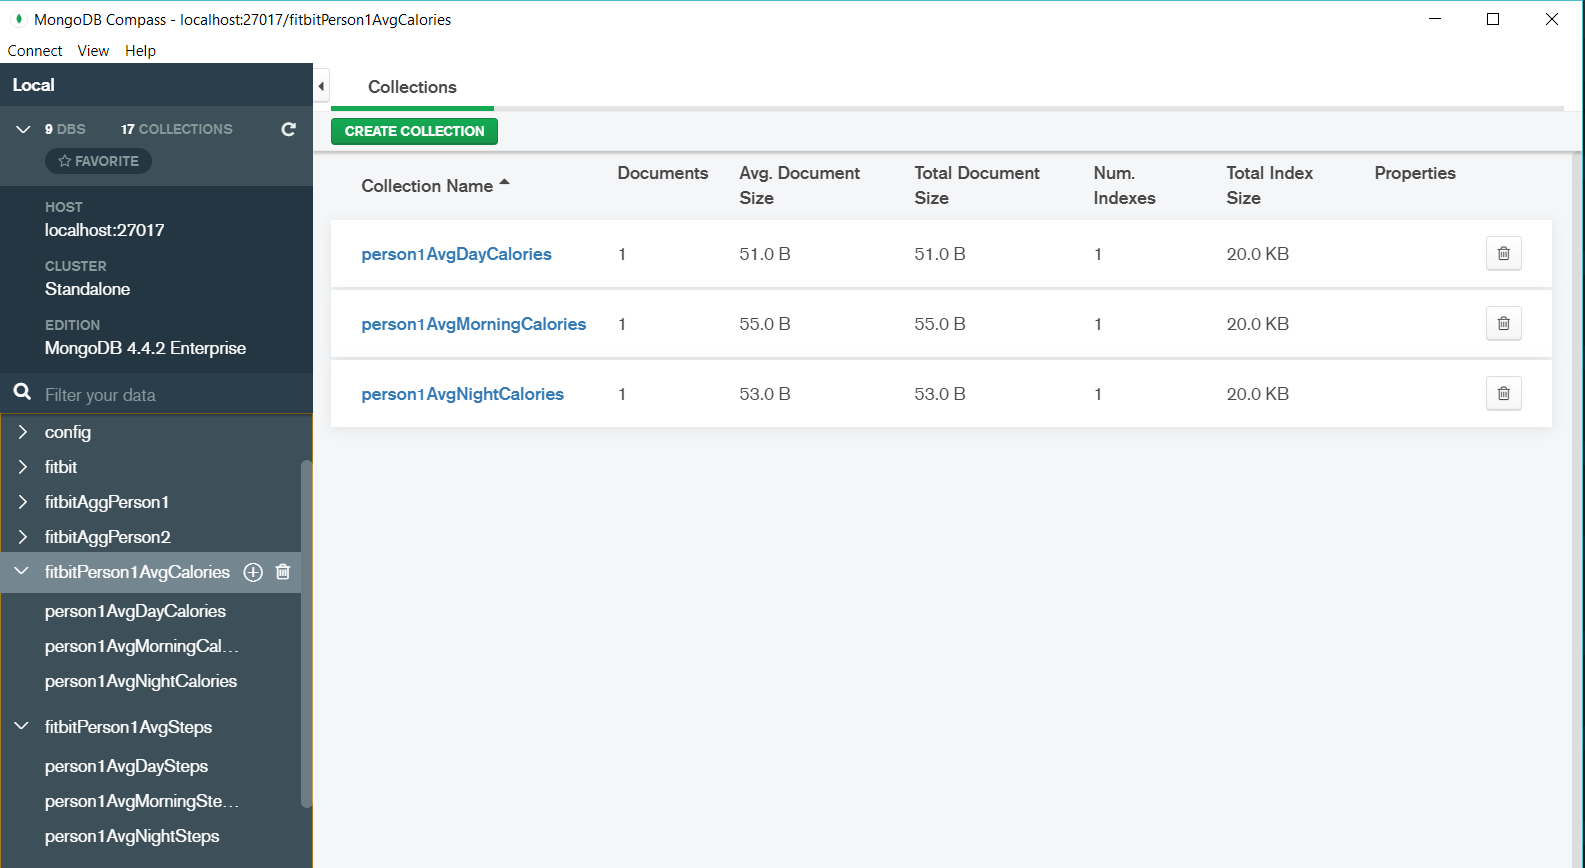 MongoDB Compass - localhost:27017/fitbitPerson1AvgCalories
Connect View Help
Local
9 DBS 17 COLLECTIONS
FAVORITE
HOST
localhost:27017
CLUSTER
Standalone
EDITION
MongoDB 4.4.2 Enterprise
Filter your data
config
fitbit
fitbitAggPerson1
fitbitAggPerson2
fitbitPerson1AvgCalories
person1AvgDayCalories
person1AvgMorningCal...
person1AvgNightCalories
fitbitPerson1AvgSteps
person1AvgDaySteps
person1AvgMorningSte...
person1AvgNightSteps
Collections
CREATE COLLECTION
Collection Name Documents Avg. Document Size Total Document Size Num. Indexes Total Index Size Properties
person1AvgDayCalories 1 51.0 B 51.0 B 1 20.0 KB
person1AvgMorningCalories 1 55.0 B 55.0 B 1 20.0 KB
person1AvgNightCalories 1 53.0 B 53.0 B 1 20.0 KB